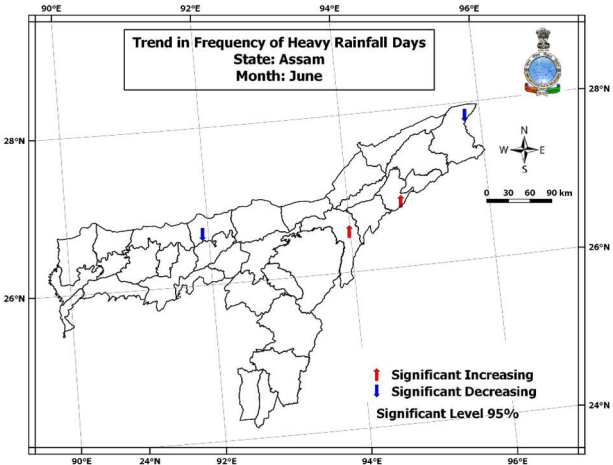 90°E 92°E 94°E 96°E
Trend in Frequency of Heavy Rainfall Days
State: Assam
Month: June
28°N
28°N
N
W E
S
0 30 60 90 km
26°N
26°N
Significant Increasing
Significant Decreasing
Significant Level 95%
24°N
90°E 24°N 92°E 94°E 96°E